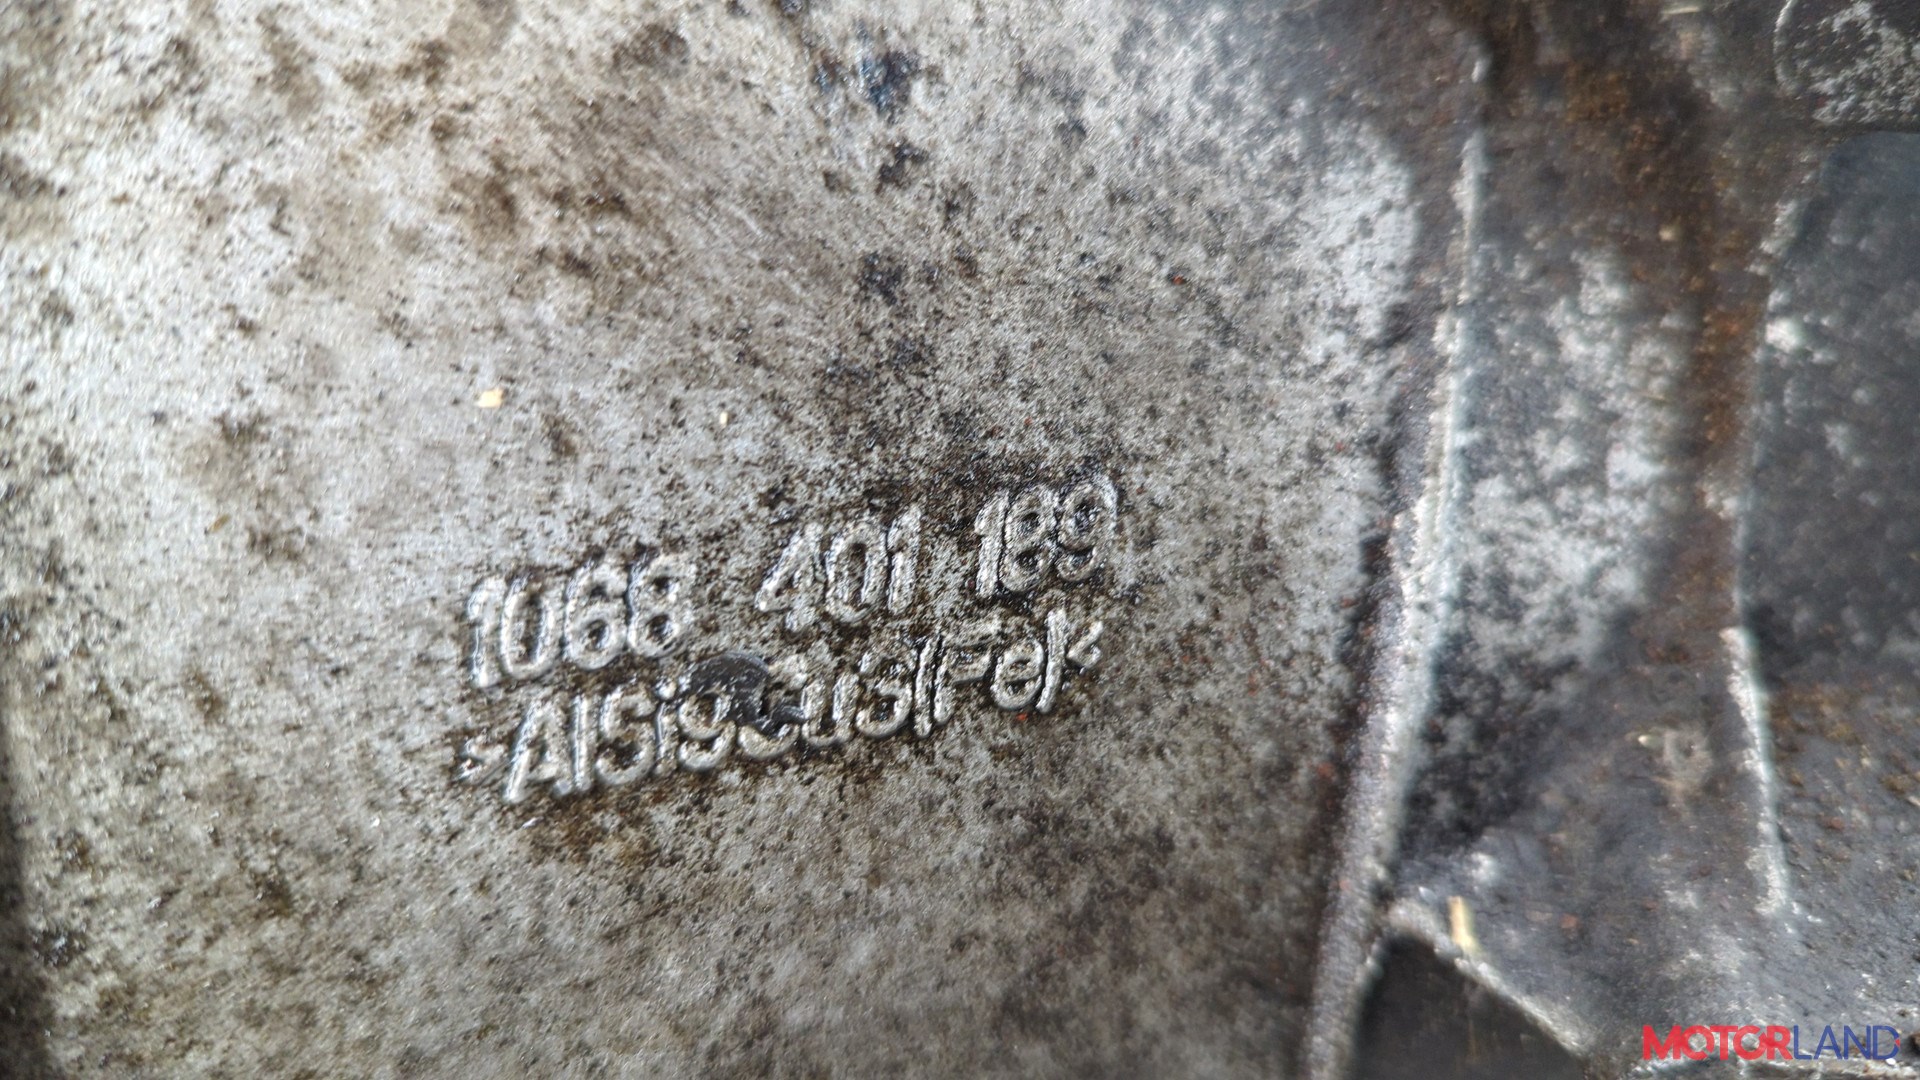 1068 401 189
>AlSi9Cu3(Fe)<
MOTORLAND